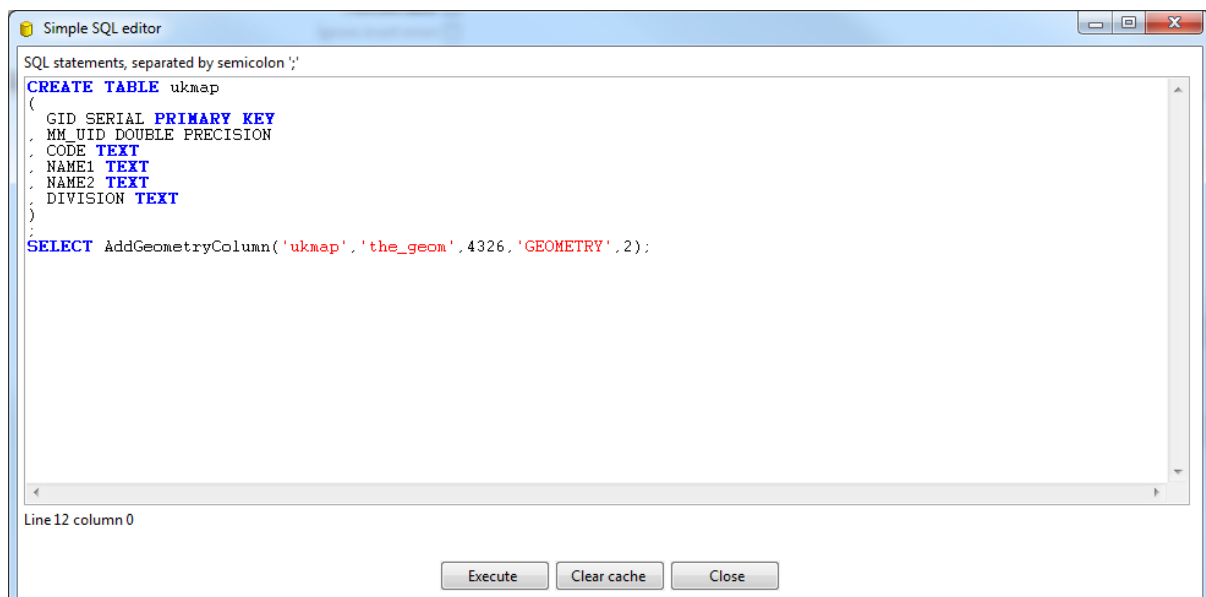 Simple SQL editor
SQL statements, separated by semicolon ';'
CREATE TABLE ukmap
(
  GID SERIAL PRIMARY KEY
, MM_UID DOUBLE PRECISION
, CODE TEXT
, NAME1 TEXT
, NAME2 TEXT
, DIVISION TEXT
)
;
SELECT AddGeometryColumn('ukmap','the_geom',4326,'GEOMETRY',2);
Line 12 column 0
Execute Clear cache Close